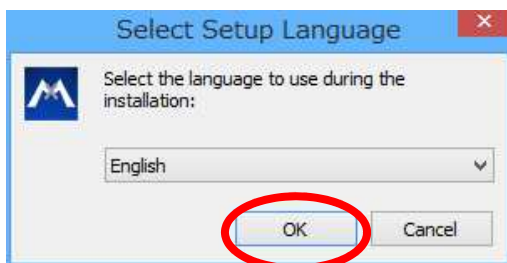 Select Setup Language
Select the language to use during the
installation:
English
OK
Cancel